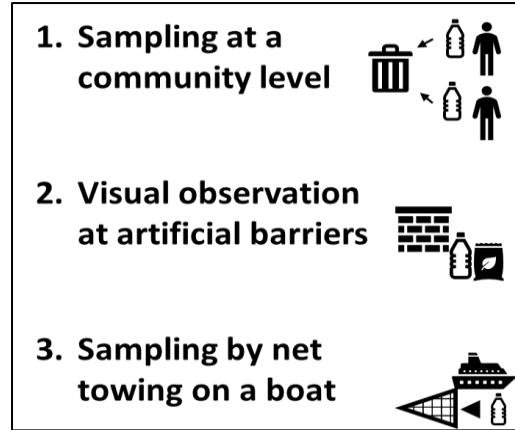 1. Sampling at a
community level
2. Visual observation
at artificial barriers
3. Sampling by net
towing on a boat